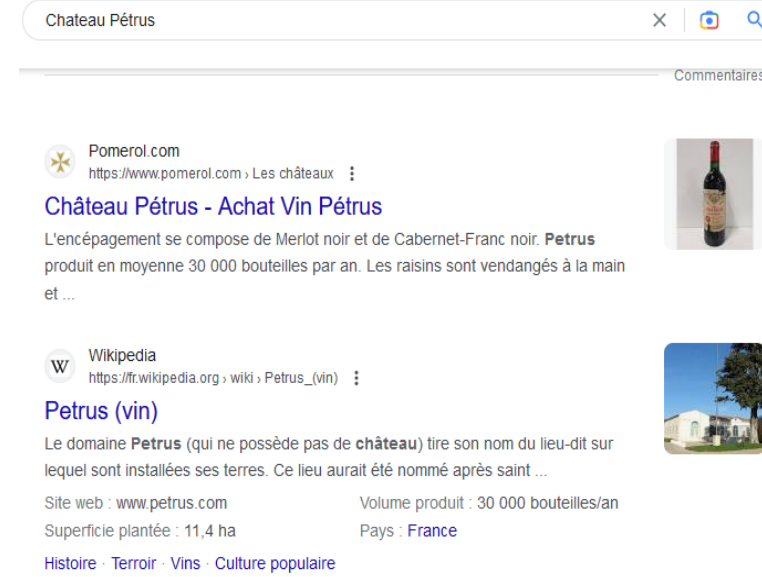 Chateau Pétrus
Commentaires
Pomerol.com
https://www.pomerol.com › Les châteaux
Château Pétrus - Achat Vin Pétrus
L'encépagement se compose de Merlot noir et de Cabernet-Franc noir. Petrus
produit en moyenne 30 000 bouteilles par an. Les raisins sont vendangés à la main
et ...
W
Wikipedia
https://fr.wikipedia.org › wiki › Petrus_(vin)
Petrus (vin)
Le domaine Petrus (qui ne possède pas de château) tire son nom du lieu-dit sur
lequel sont installées ses terres. Ce lieu aurait été nommé après saint ...
Site web : www.petrus.com Volume produit : 30 000 bouteilles/an
Superficie plantée : 11,4 ha Pays : France
Histoire · Terroir · Vins · Culture populaire